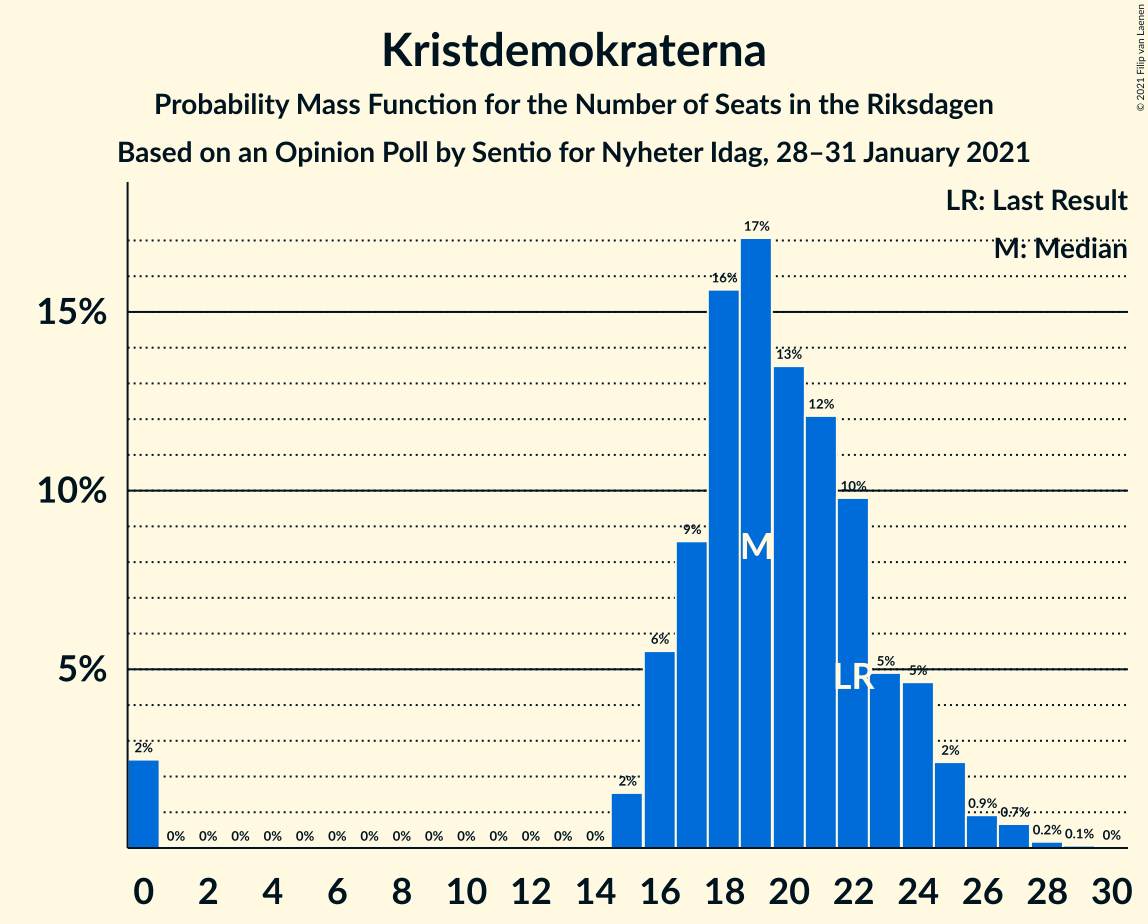 Kristdemokraterna
Probability Mass Function for the Number of Seats in the Riksdagen
Based on an Opinion Poll by Sentio for Nyheter Idag, 28–31 January 2021
© 2021 Filip van Laenen
LR: Last Result
M: Median
15%
10%
5%
2% 0% 0% 0% 0% 0% 0% 0% 0% 0% 0% 0% 0% 0% 0% 2% 6% 9% 16% 17% 13% 12% 10% 5% 5% 2% 0.9% 0.7% 0.2% 0.1% 0%
M
LR
0 2 4 6 8 10 12 14 16 18 20 22 24 26 28 30